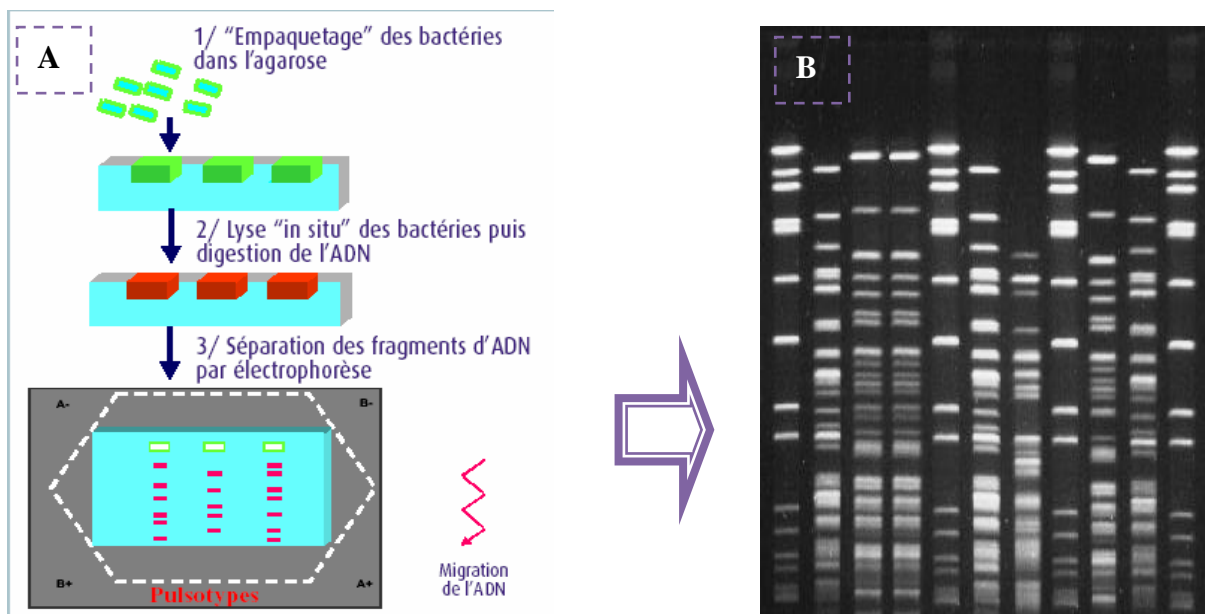 A
1/ "Empaquetage" des bactéries
dans l'agarose
2/ Lyse "in situ" des bactéries puis
digestion de l'ADN
3/ Séparation des fragments d'ADN
par électrophorèse
A-
B-
B+
A+
Pulsotypes
Migration
de l'ADN
B